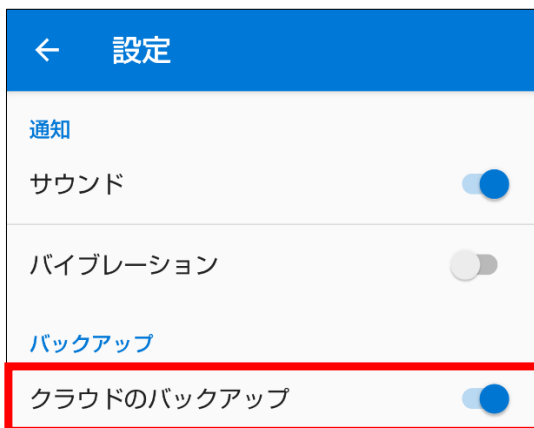 設定
通知
サウンド
バイブレーション
バックアップ
クラウドのバックアップ